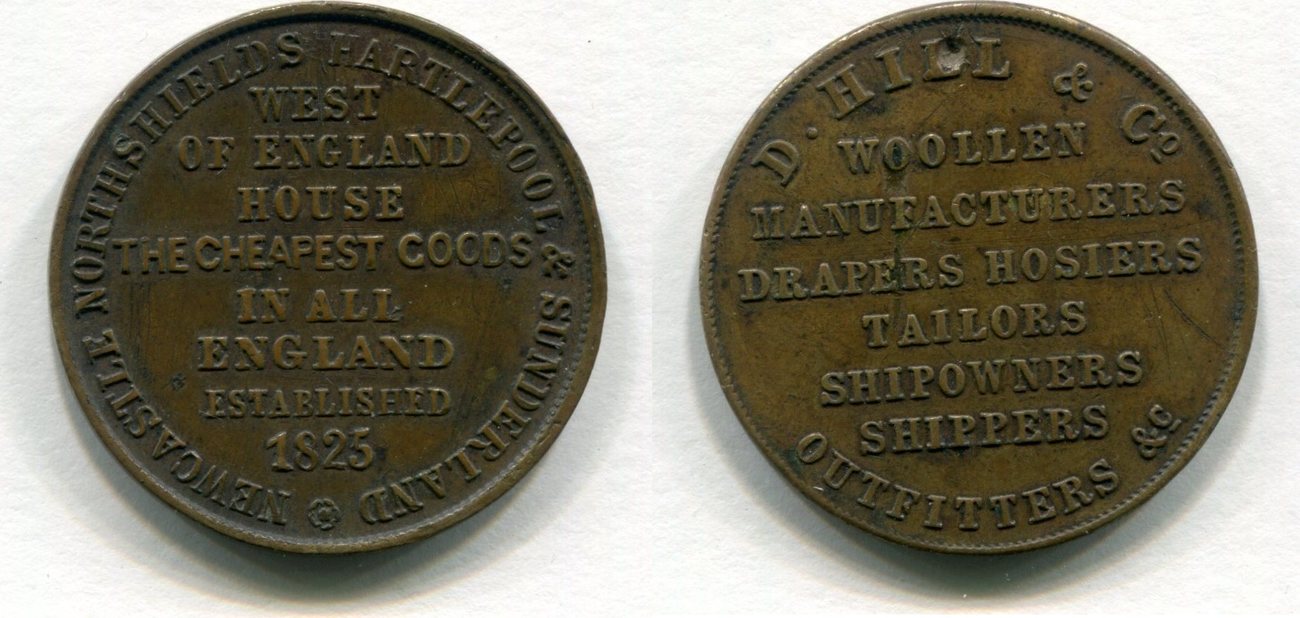 NEWCASTLE NORTHSHIELDS HARTLEPOOL & SUNDERLAND
WEST
OF ENGLAND
HOUSE
THE CHEAPEST GOODS
IN ALL
ENGLAND
ESTABLISHED
1825
D. HILL & Co
WOOLLEN
MANUFACTURERS
DRAPERS HOSIERS
TAILORS
SHIPOWNERS
SHIPPERS
OUTFITTERS &c